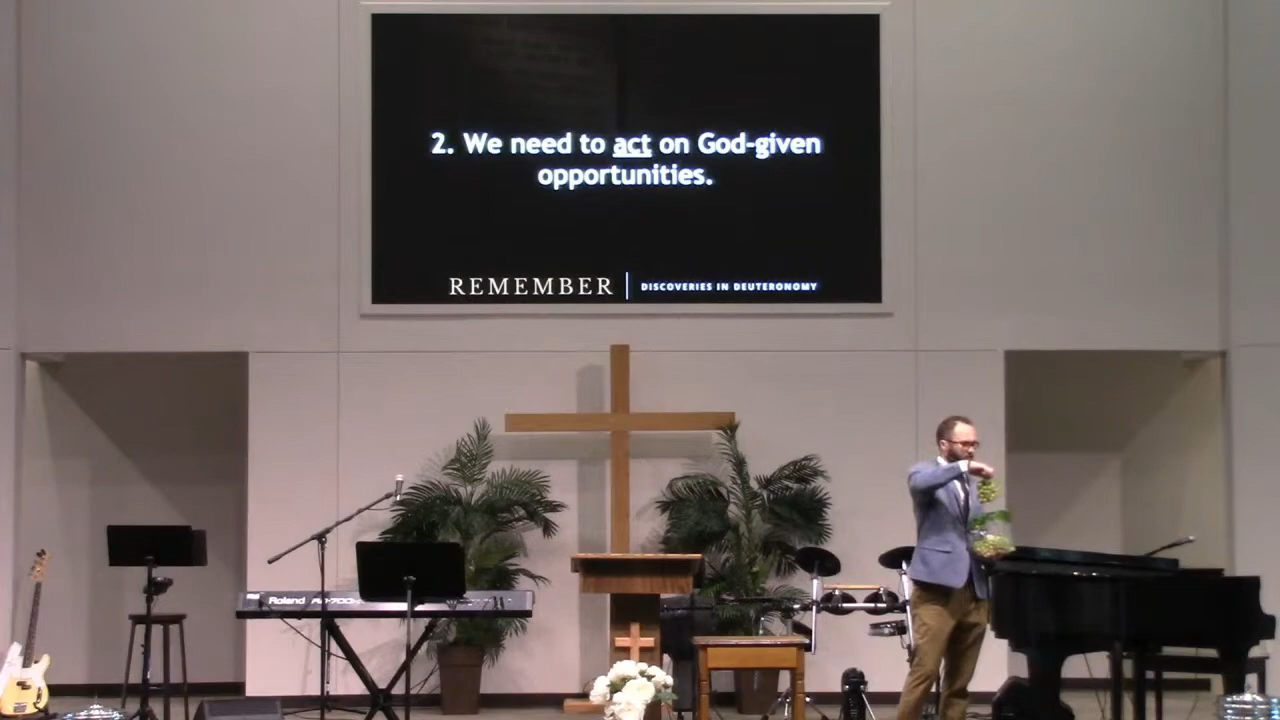 2. We need to act on God-given
opportunities.
REMEMBER | DISCOVERIES IN DEUTERONOMY
Roland